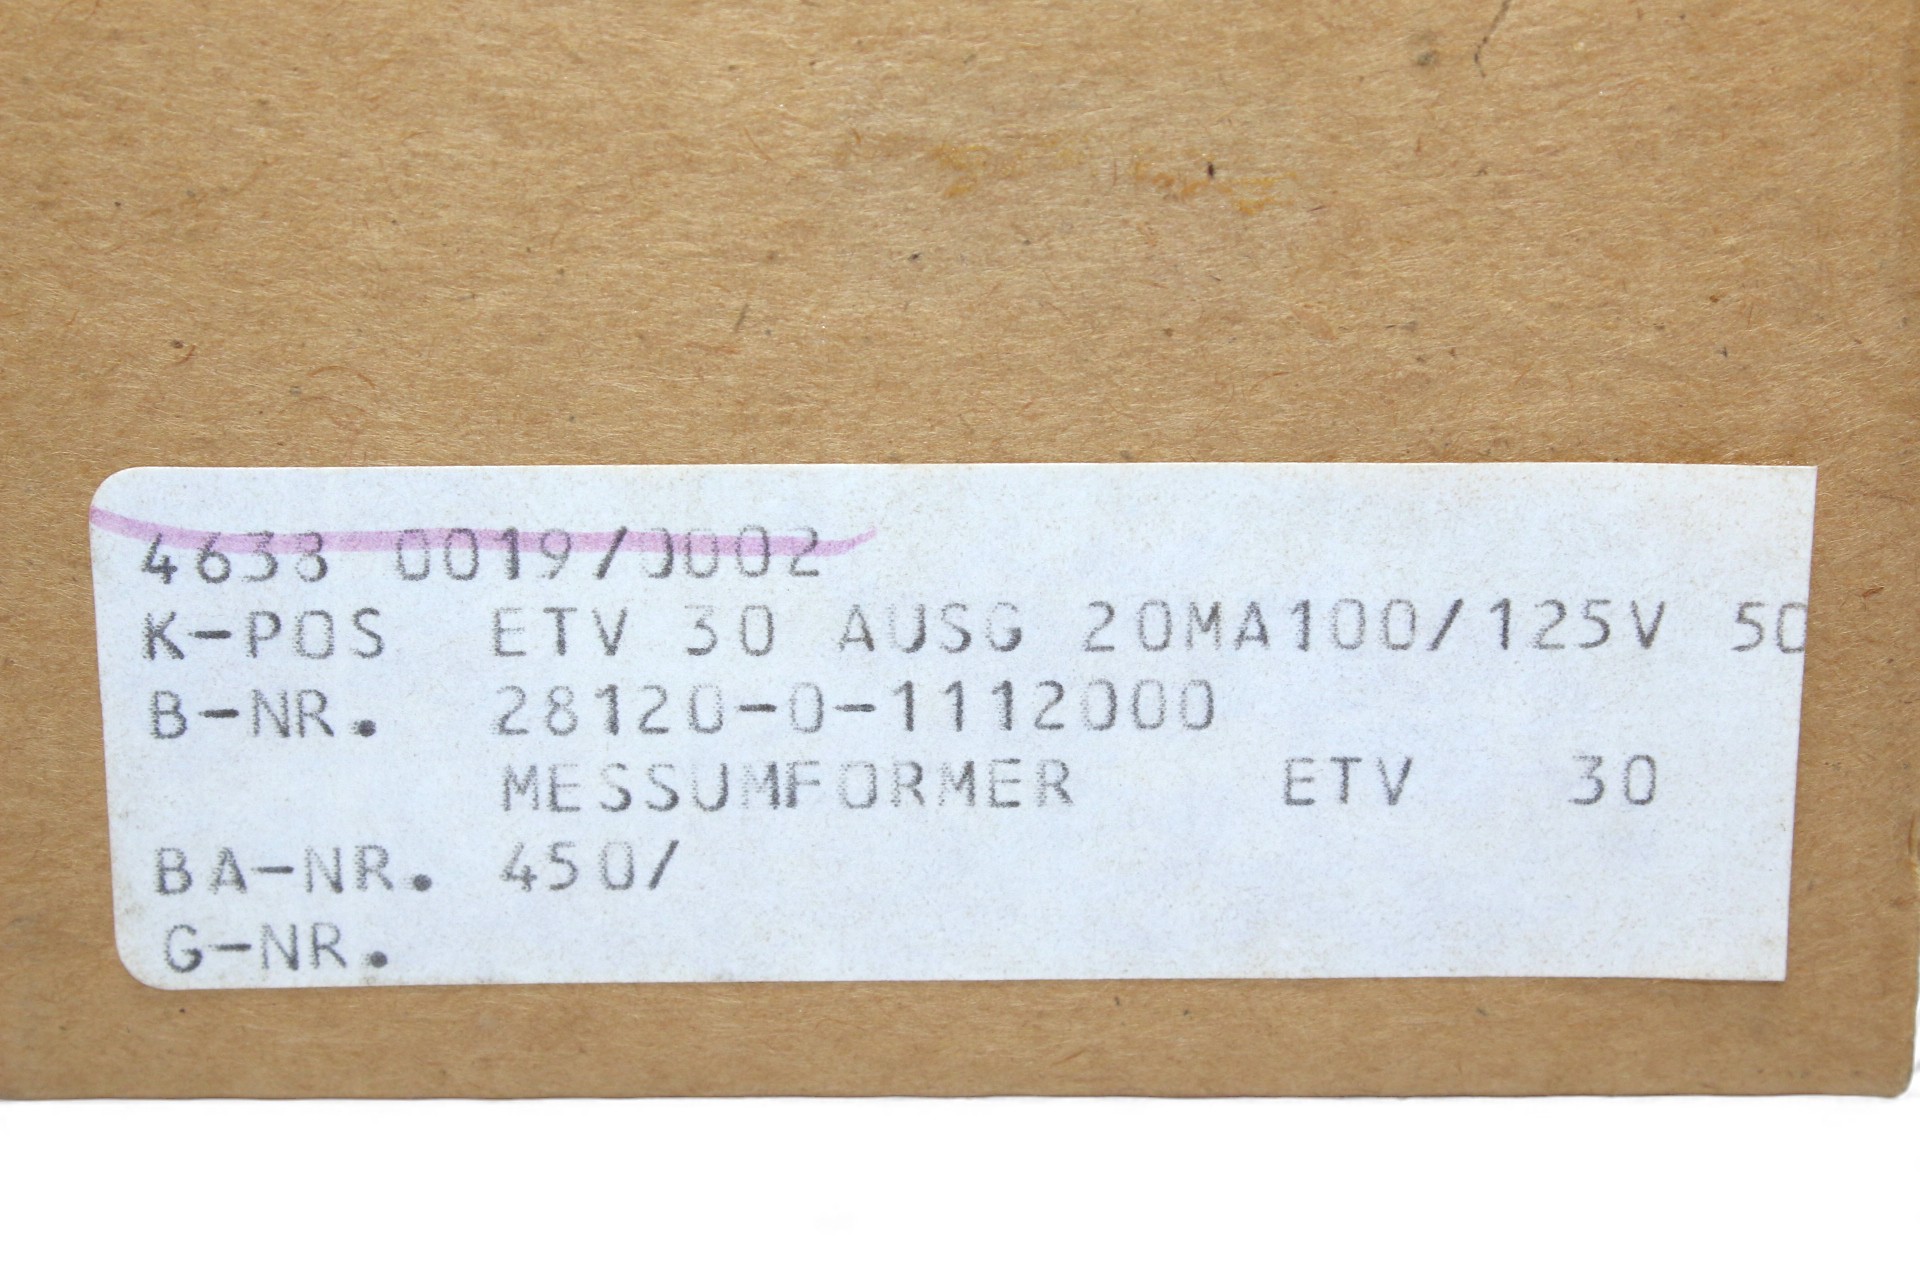 4638 0019/0002
K-POS ETV 30 AUSG 20MA100/125V 50
B-NR. 28120-0-1112000
MESSUMFORMER ETV 30
BA-NR. 450/
G-NR.